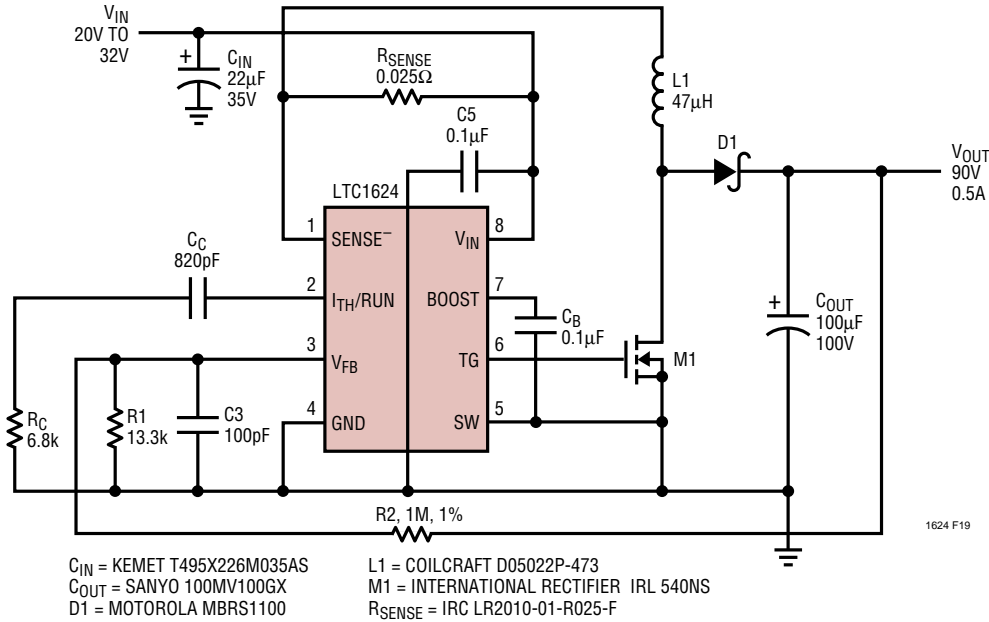 VIN
20V TO
32V
+
CIN
22µF
35V
RSENSE
0.025Ω
C5
0.1µF
L1
47µH
D1
VOUT
90V
0.5A
LTC1624
1
SENSE–
VIN
8
CC
820pF
2
ITH/RUN
BOOST
7
CB
0.1µF
3
VFB
TG
6
M1
+
COUT
100µF
100V
RC
6.8k
R1
13.3k
C3
100pF
4
GND
SW
5
R2, 1M, 1%
1624 F19
CIN = KEMET T495X226M035AS
COUT = SANYO 100MV100GX
D1 = MOTOROLA MBRS1100
L1 = COILCRAFT D05022P-473
M1 = INTERNATIONAL RECTIFIER IRL 540NS
RSENSE = IRC LR2010-01-R025-F